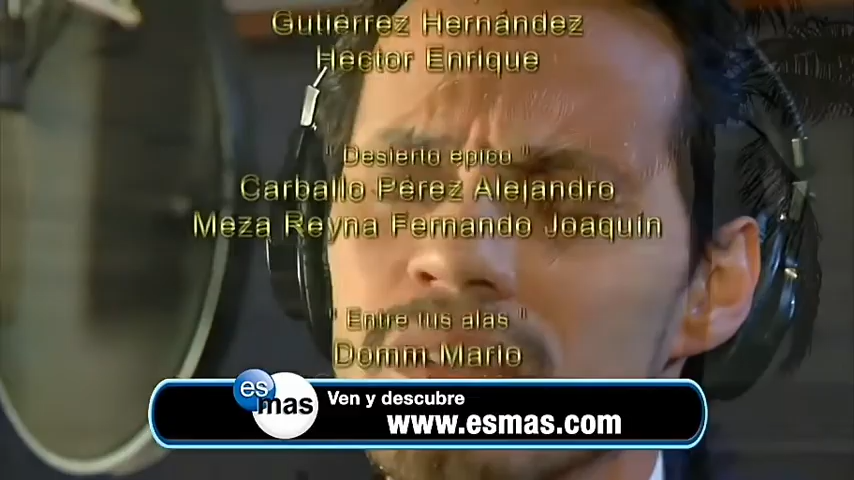 Gutiérrez Hernández
Héctor Enrique
" Desierto épico "
Carballo Pérez Alejandro
Meza Reyna Fernando Joaquín
" Entre tus alas "
Domm Mario
es mas
Ven y descubre
www.esmas.com